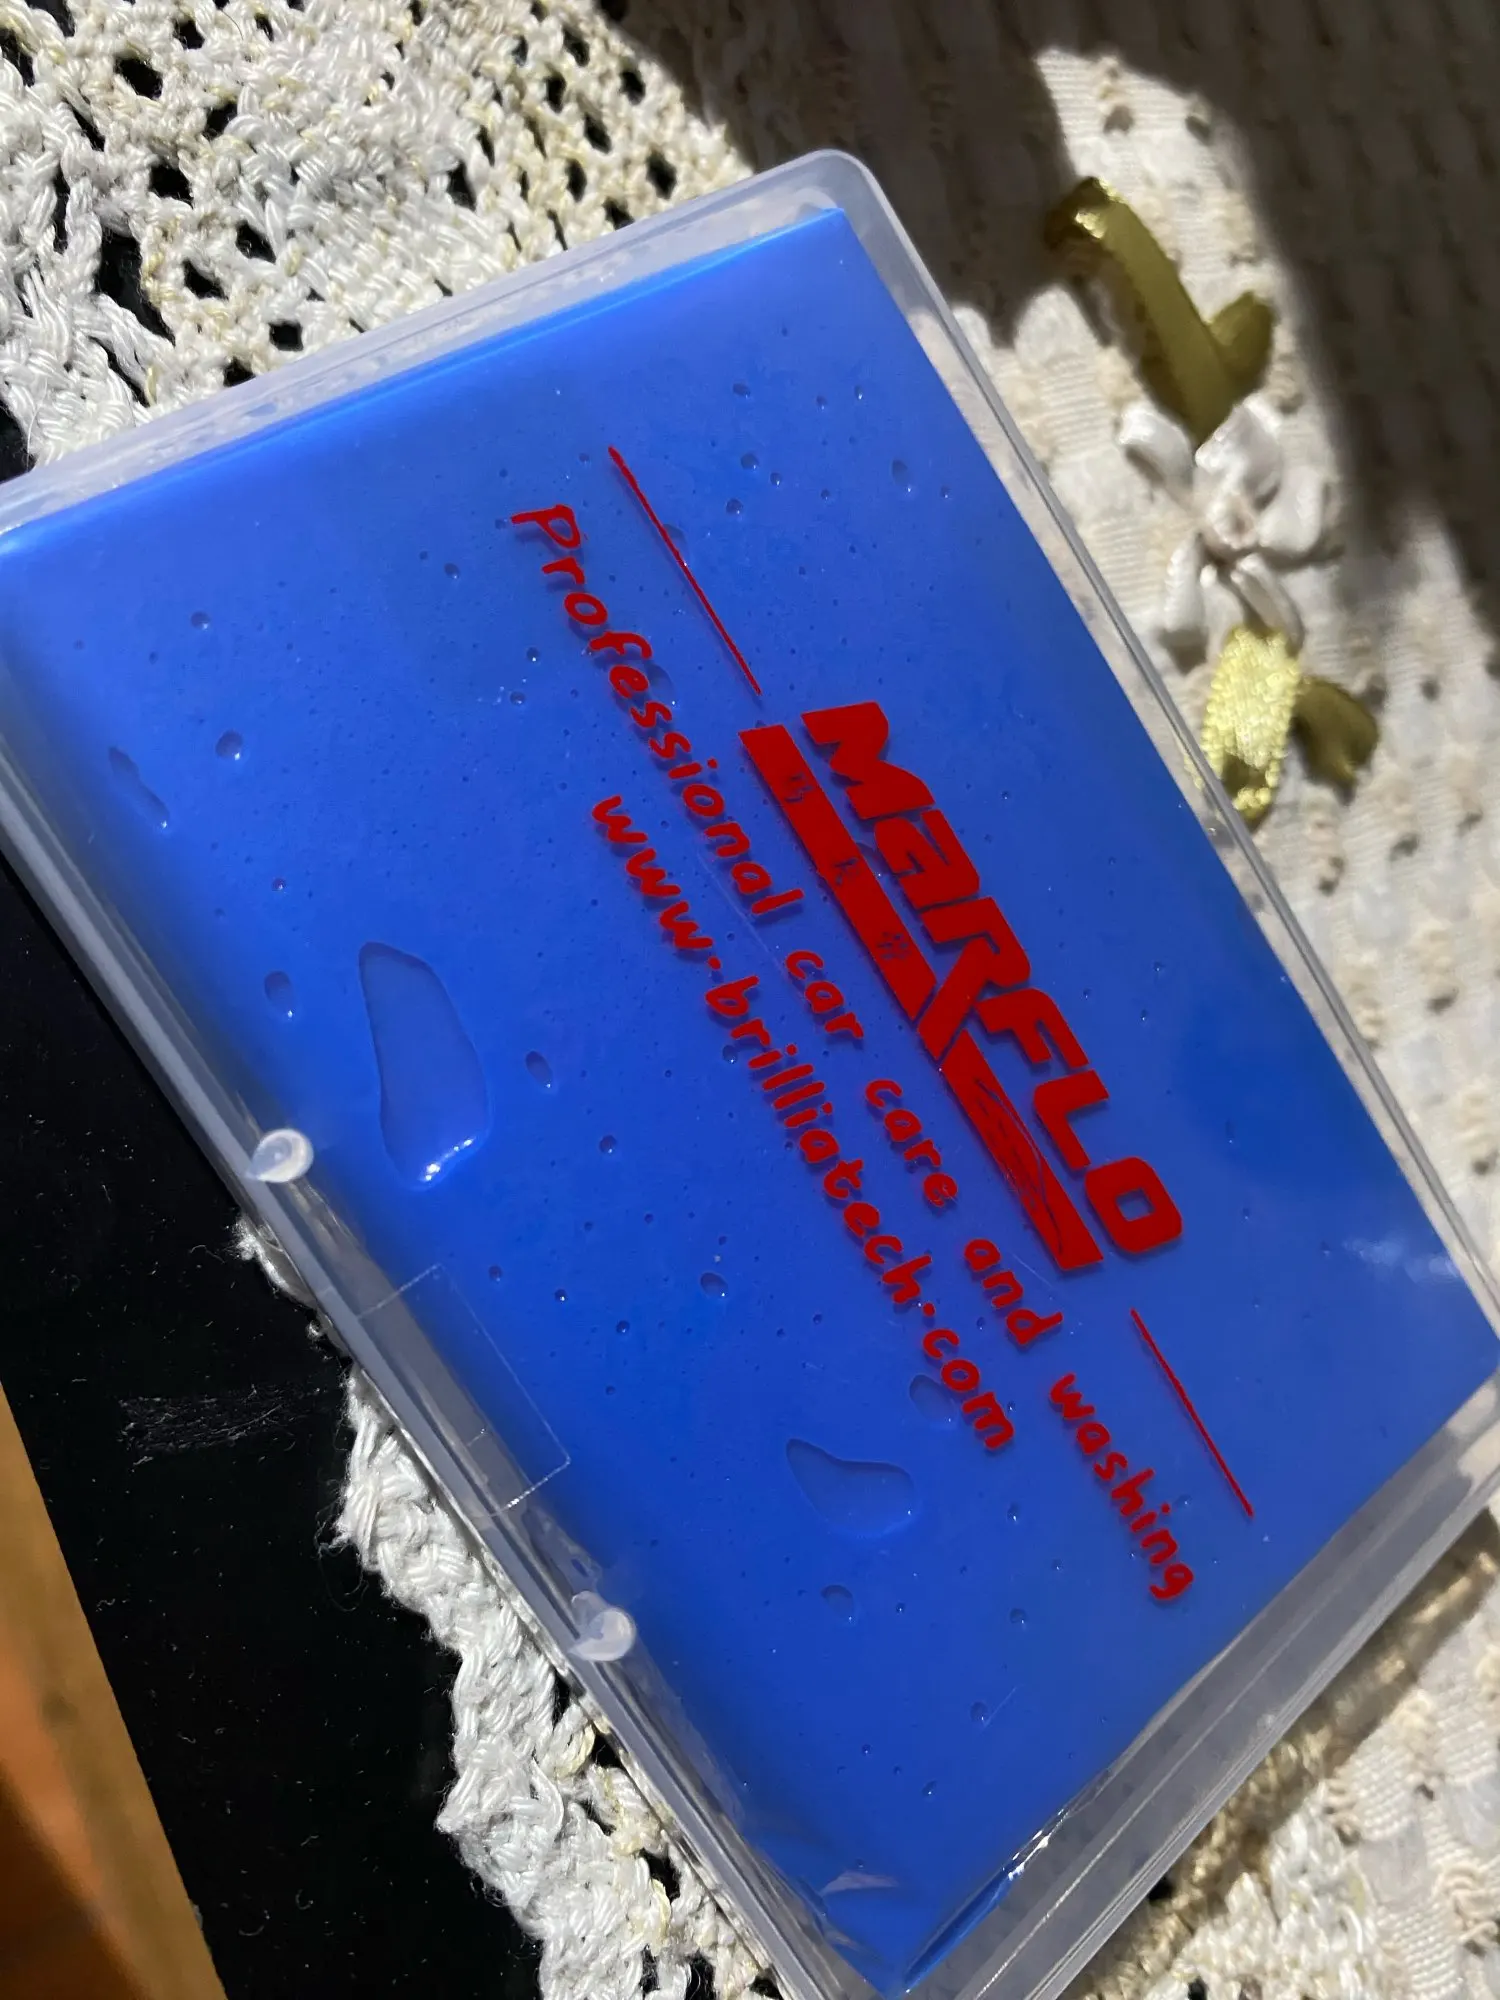 MARFLO
Professional car care and washing
www.brilliatech.com